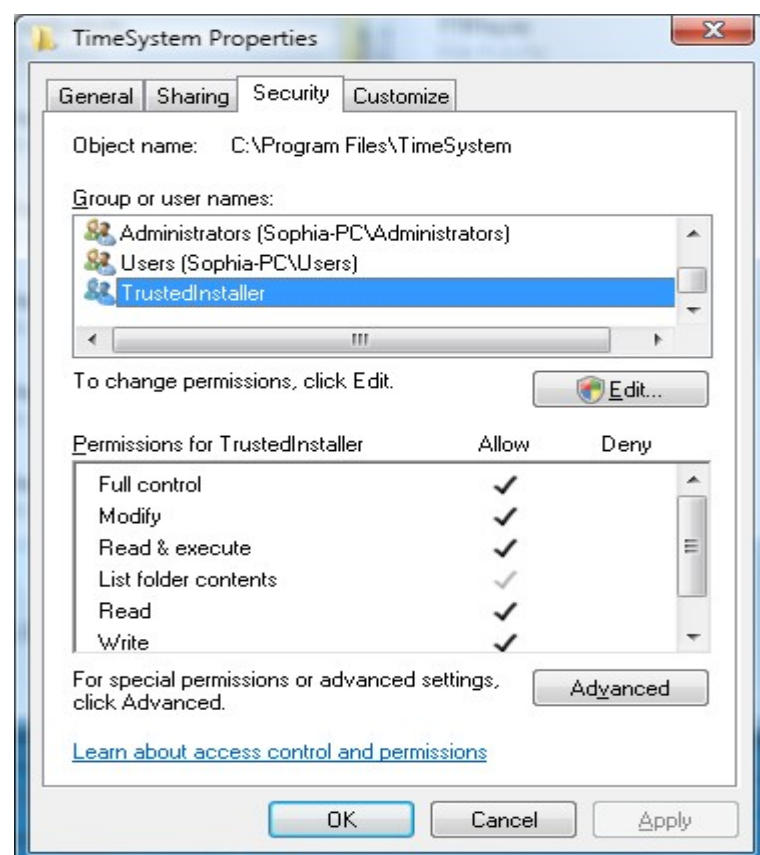 TimeSystem Properties
General Sharing Security Customize
Object name: C:\Program Files\TimeSystem
Group or user names:
Administrators (Sophia-PC\Administrators)
Users (Sophia-PC\Users)
TrustedInstaller
To change permissions, click Edit.
Edit...
Permissions for TrustedInstaller Allow Deny
Full control
Modify
Read & execute
List folder contents
Read
Write
For special permissions or advanced settings,
click Advanced.
Advanced
Learn about access control and permissions
OK Cancel Apply